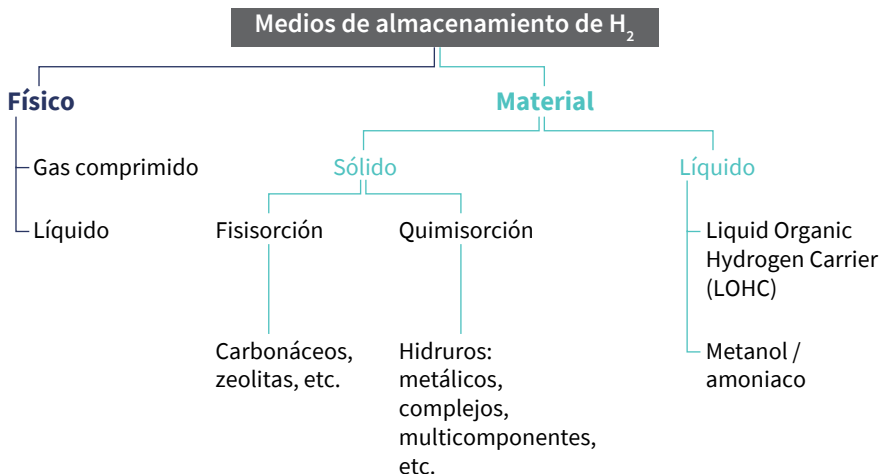 Medios de almacenamiento de H₂
Físico
Gas comprimido
Líquido
Material
Sólido
Fisisorción
Carbonáceos,
zeolitas, etc.
Quimisorción
Hidruros:
metálicos,
complejos,
multicomponentes,
etc.
Líquido
Liquid Organic
Hydrogen Carrier
(LOHC)
Metanol /
amoniaco